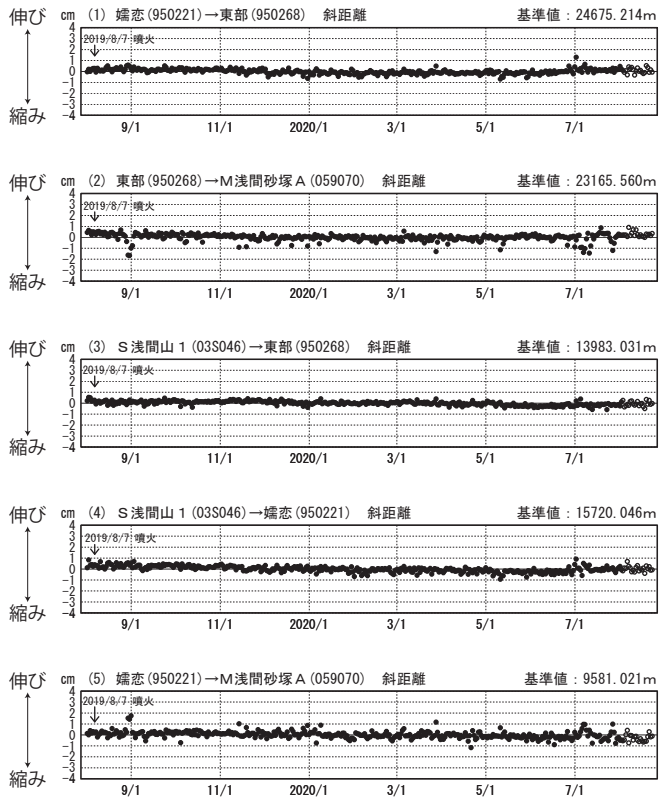 伸び cm (1) 嬬恋(950221)→東部(950268) 斜距離 基準値：24675.214m
4
3
2019/8/7 噴火
2
1
0
-1
-2
-3
縮み -4
9/1 11/1 2020/1 3/1 5/1 7/1
伸び cm (2) 東部(950268)→M浅間砂塚A(059070) 斜距離 基準値：23165.560m
4
3
2019/8/7 噴火
2
1
0
-1
-2
-3
縮み -4
9/1 11/1 2020/1 3/1 5/1 7/1
伸び cm (3) S浅間山1(03S046)→東部(950268) 斜距離 基準値：13983.031m
4
3
2019/8/7 噴火
2
1
0
-1
-2
-3
縮み -4
9/1 11/1 2020/1 3/1 5/1 7/1
伸び cm (4) S浅間山1(03S046)→嬬恋(950221) 斜距離 基準値：15720.046m
4
3
2019/8/7 噴火
2
1
0
-1
-2
-3
縮み -4
9/1 11/1 2020/1 3/1 5/1 7/1
伸び cm (5) 嬬恋(950221)→M浅間砂塚A(059070) 斜距離 基準値：9581.021m
4
3
2019/8/7 噴火
2
1
0
-1
-2
-3
縮み -4
9/1 11/1 2020/1 3/1 5/1 7/1